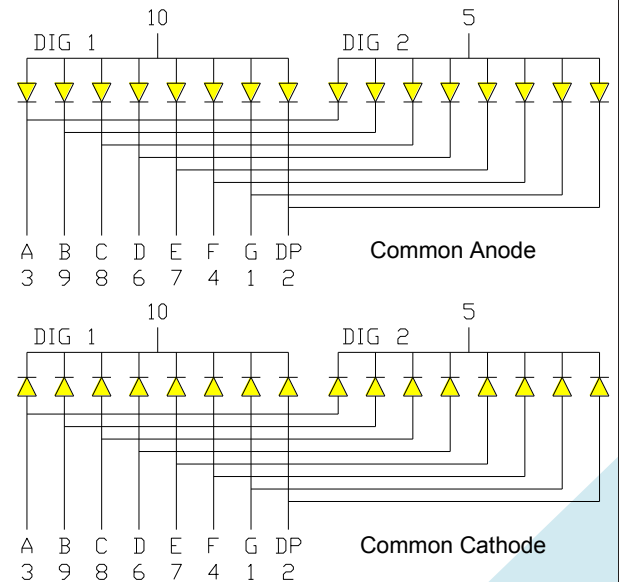 10 5
DIG 1 DIG 2
A B C D E F G DP Common Anode
3 9 8 6 7 4 1 2
10 5
DIG 1 DIG 2
A B C D E F G DP Common Cathode
3 9 8 6 7 4 1 2